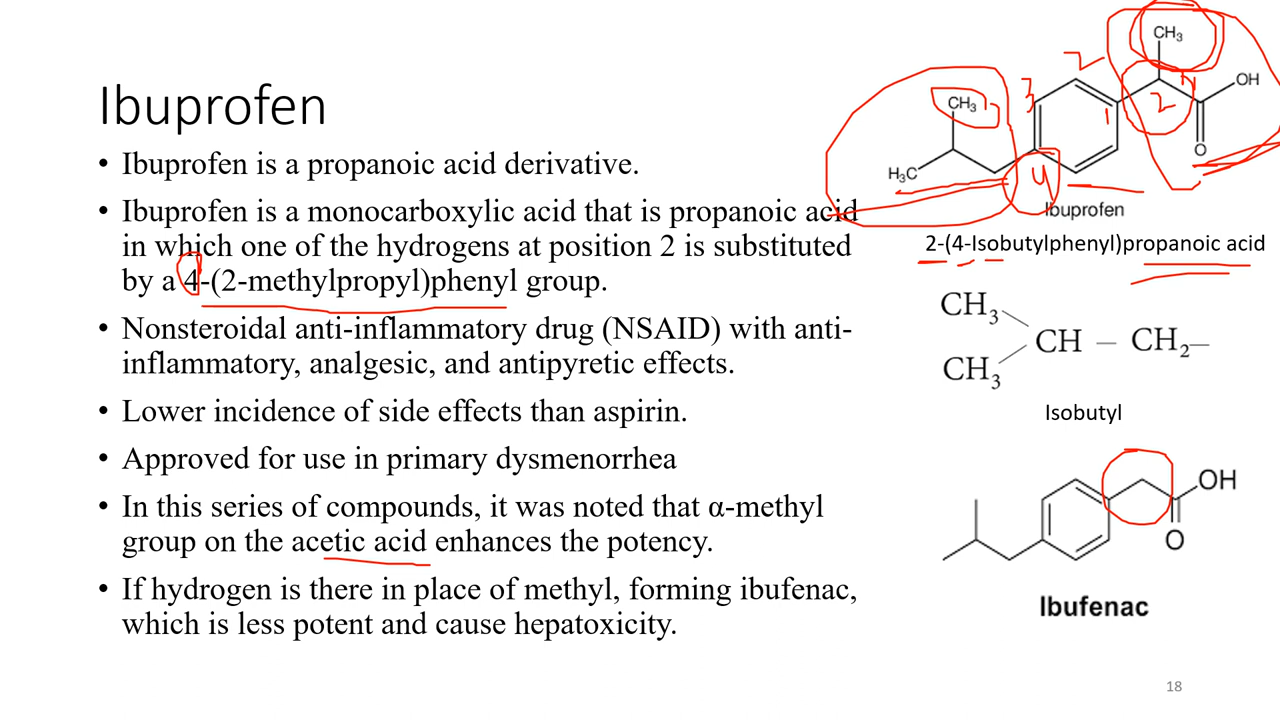 Ibuprofen
• Ibuprofen is a propanoic acid derivative.
• Ibuprofen is a monocarboxylic acid that is propanoic acid
in which one of the hydrogens at position 2 is substituted
by a 4-(2-methylpropyl)phenyl group.
• Nonsteroidal anti-inflammatory drug (NSAID) with anti-
inflammatory, analgesic, and antipyretic effects.
• Lower incidence of side effects than aspirin.
• Approved for use in primary dysmenorrhea
• In this series of compounds, it was noted that α-methyl
group on the acetic acid enhances the potency.
• If hydrogen is there in place of methyl, forming ibufenac,
which is less potent and cause hepatoxicity.
CH₃
OH
2
3
CH₃
1
2
O
H₃C
4
Ibuprofen
2-(4-Isobutylphenyl)propanoic acid
CH₃
CH – CH₂–
CH₃
Isobutyl
OH
O
Ibufenac
18